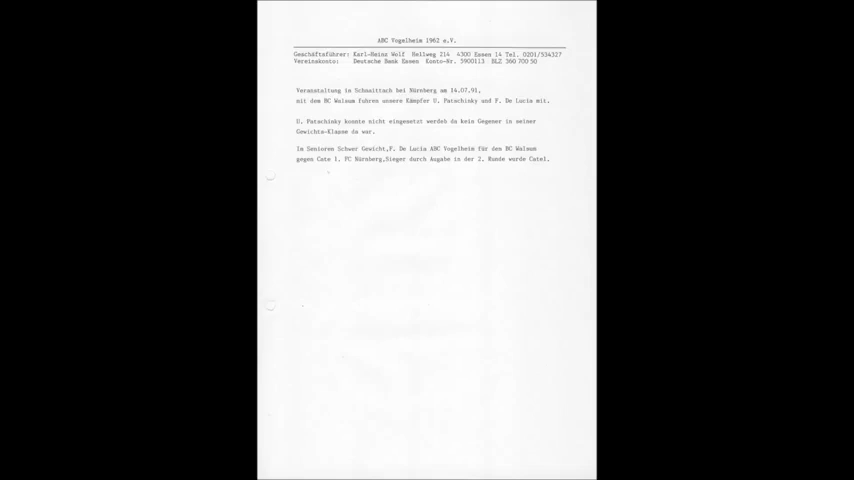 ABC Vogelheim 1962 e.V.
Geschäftsführer: Karl-Heinz Wolf Heilweg 214 4300 Essen 14 Tel. 0201/534327
Vereinskonto: Deutsche Bank Essen Konto-Nr. 5900113 BLZ 360 700 50
Veranstaltung in Schnaittach bei Nürnberg am 14.07.91,
mit dem BC Walsum fuhren unsere Kämpfer U. Patschinky und F. De Lucia mit.
U. Patschinky konnte nicht eingesetzt werdeh da kein Gegener in seiner
Gewichts-Klasse da war.
Im Senioren Schwer Gewicht,F. De Lucia ABC Vogelheim für den BC Walsum
gegen Cate 1. FC Nürnberg,Sieger durch Augabe in der 2. Runde wurde Catel.